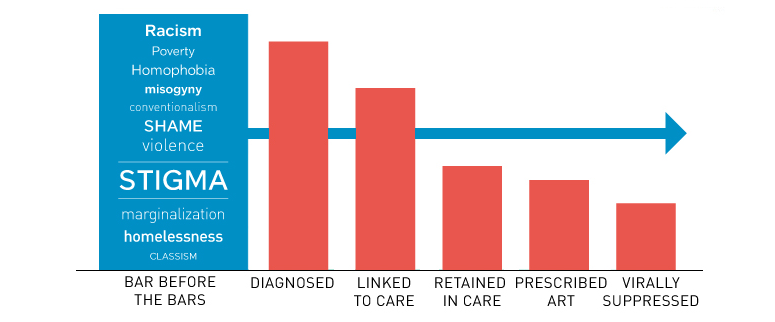 Racism
Poverty
Homophobia
misogyny
conventionalism
SHAME
violence
STIGMA
marginalization
homelessness
CLASSISM
BAR BEFORE
THE BARS
DIAGNOSED
LINKED
TO CARE
RETAINED
IN CARE
PRESCRIBED
ART
VIRALLY
SUPPRESSED